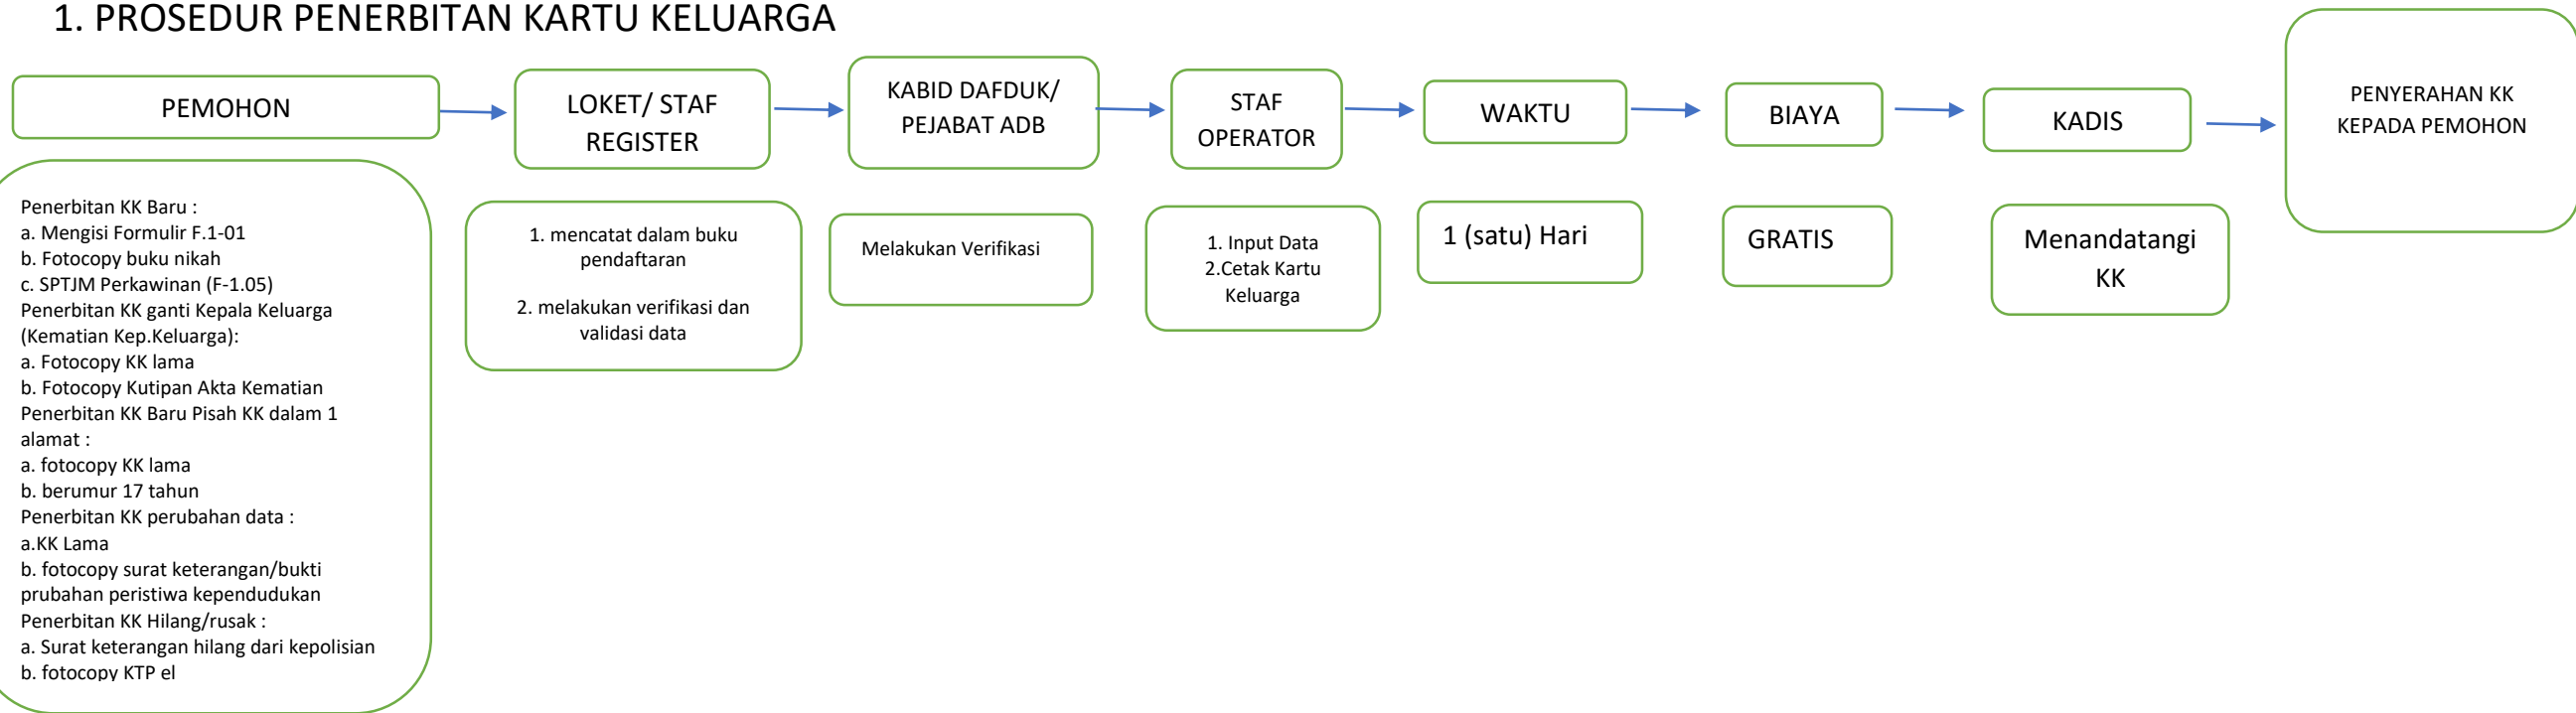 1. PROSEDUR PENERBITAN KARTU KELUARGA
PEMOHON
LOKET/ STAF
REGISTER
KABID DAFDUK/
PEJABAT ADB
STAF
OPERATOR
WAKTU
BIAYA
KADIS
PENYERAHAN KK
KEPADA PEMOHON
Penerbitan KK Baru :
a. Mengisi Formulir F.1-01
b. Fotocopy buku nikah
c. SPTJM Perkawinan (F-1.05)
Penerbitan KK ganti Kepala Keluarga
(Kematian Kep.Keluarga):
a. Fotocopy KK lama
b. Fotocopy Kutipan Akta Kematian
Penerbitan KK Baru Pisah KK dalam 1
alamat :
a. fotocopy KK lama
b. berumur 17 tahun
Penerbitan KK perubahan data :
a.KK Lama
b. fotocopy surat keterangan/bukti
prubahan peristiwa kependudukan
Penerbitan KK Hilang/rusak :
a. Surat keterangan hilang dari kepolisian
b. fotocopy KTP el
1. mencatat dalam buku
pendaftaran
2. melakukan verifikasi dan
validasi data
Melakukan Verifikasi
1. Input Data
2.Cetak Kartu
Keluarga
1 (satu) Hari
GRATIS
Menandatangi
KK